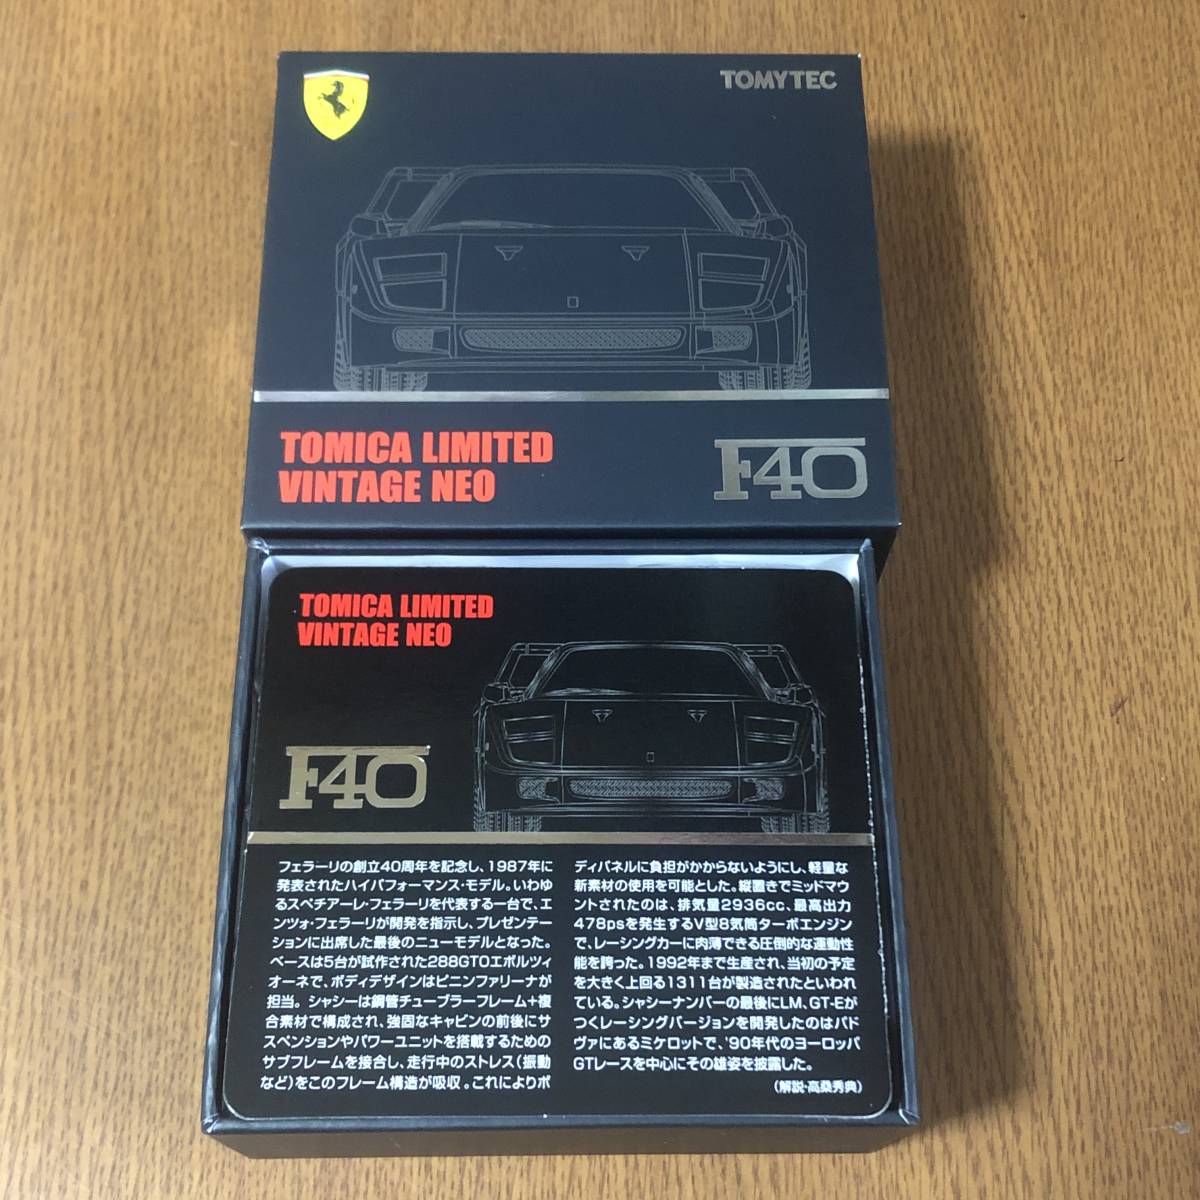 TOMYTEC
TOMICA LIMITED
VINTAGE NEO
F40
TOMICA LIMITED
VINTAGE NEO
F40
フェラーリの創立40周年を記念し、1987年に
発表されたハイパフォーマンス・モデル。いわゆ
るスペチアーレ・フェラーリを代表する一台で、エ
ンツォ・フェラーリが開発を指示し、プレゼンテー
ションに出席した最後のニューモデルとなった。
ベースは5台が試作された288GTOエボルツィ
オーネで、ボディデザインはピニンファリーナが
担当。シャシーは鋼管チューブラーフレーム+複
合素材で構成され、強固なキャビンの前後にサ
スペンションやパワーユニットを搭載するための
サブフレームを接合し、走行中のストレス(振動
など)をこのフレーム構造が吸収。これによりボ
ディパネルに負担がかからないようにし、軽量な
新素材の使用を可能とした。縦置きでミッドマウ
ントされたのは、排気量2936cc、最高出力
478psを発生するV型8気筒ターボエンジン
で、レーシングカーに肉薄できる圧倒的な運動性
能を誇った。1992年まで生産され、当初の予定
を大きく上回る1311台が製造されたといわれ
ている。シャシーナンバーの最後にLM、GT-Eが
つくレーシングバージョンを開発したのはパド
ヴァにあるミケロットで、'90年代のヨーロッパ
GTレースを中心にその雄姿を披露した。
(解説・高桑秀典)